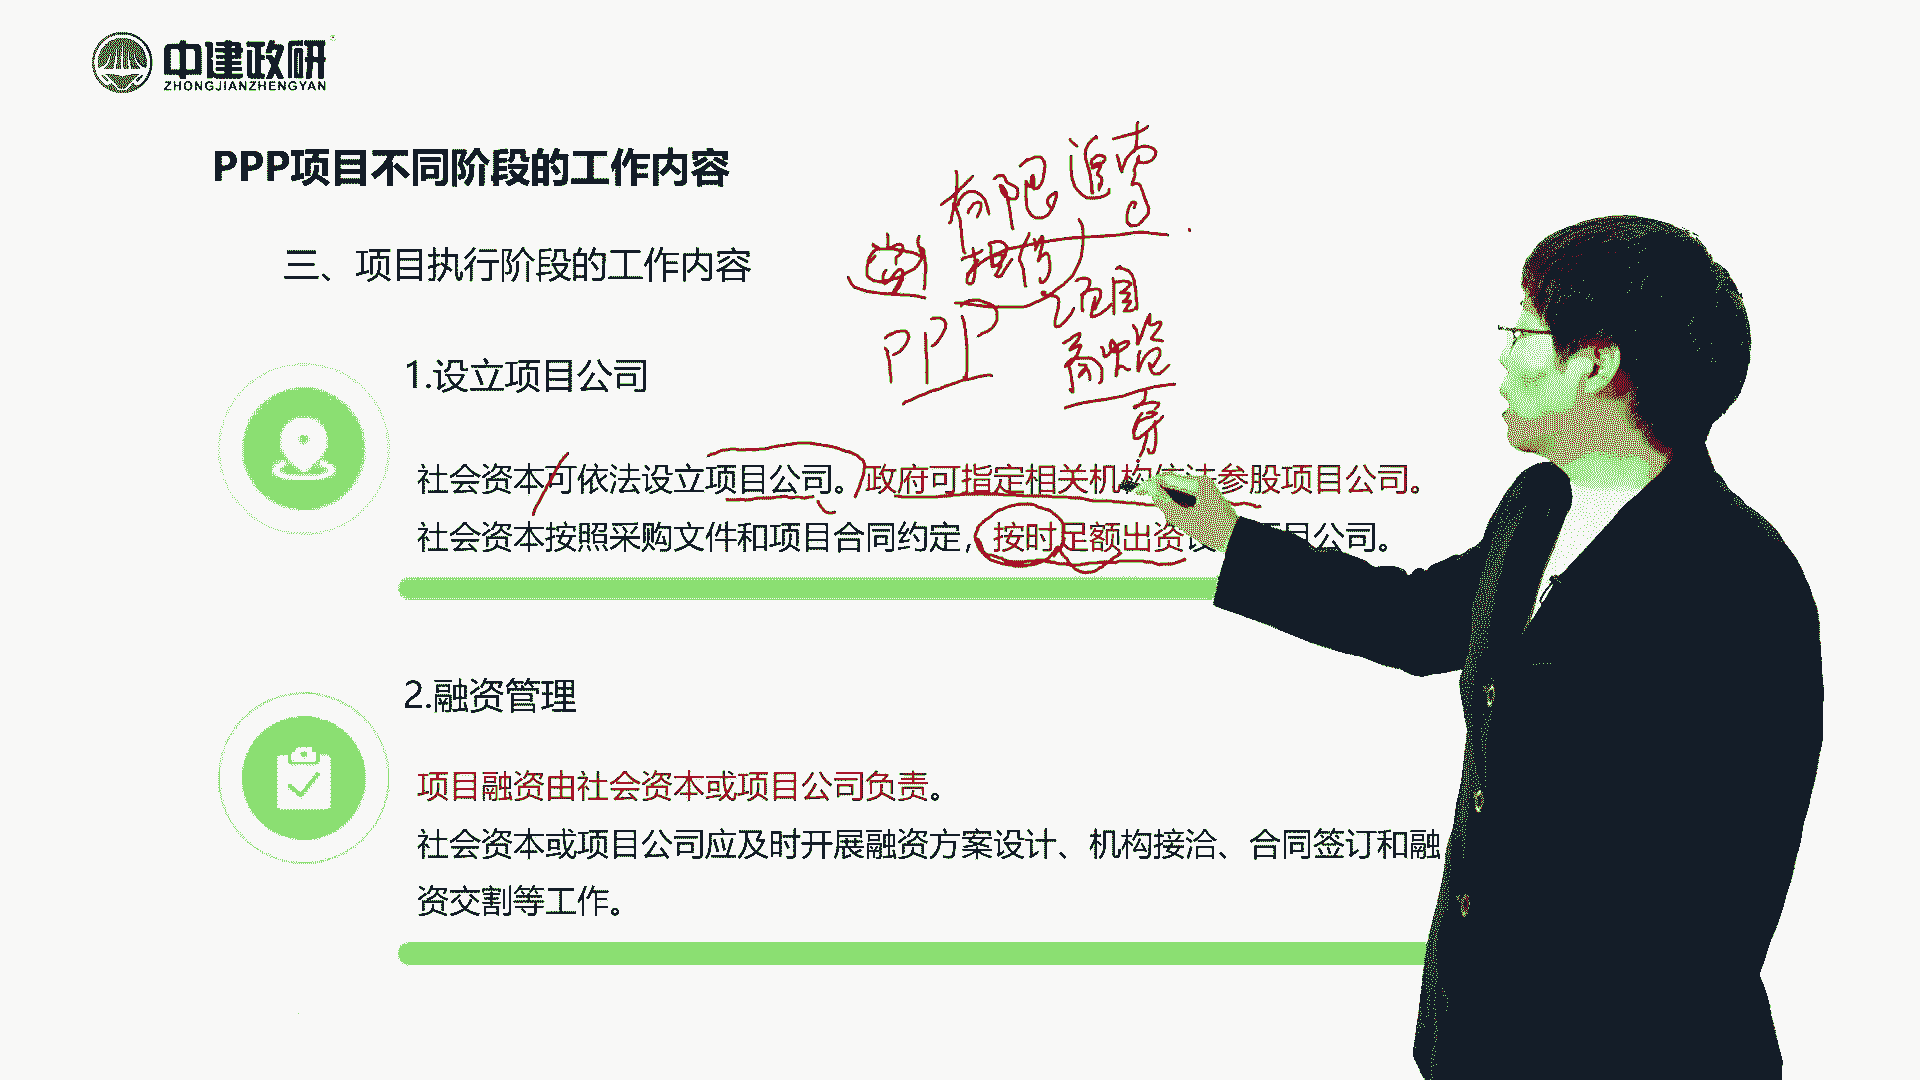 中建政研
ZHONGJIANZHENGYAN
PPP项目不同阶段的工作内容
三、项目执行阶段的工作内容
有限追索
担保
PPP
项目
融资
1.设立项目公司
社会资本可依法设立项目公司。政府可指定相关机构依法参股项目公司。
社会资本按照采购文件和项目合同约定,按时足额出资设 项目公司。
2.融资管理
项目融资由社会资本或项目公司负责。
社会资本或项目公司应及时开展融资方案设计、机构接洽、合同签订和融
资交割等工作。